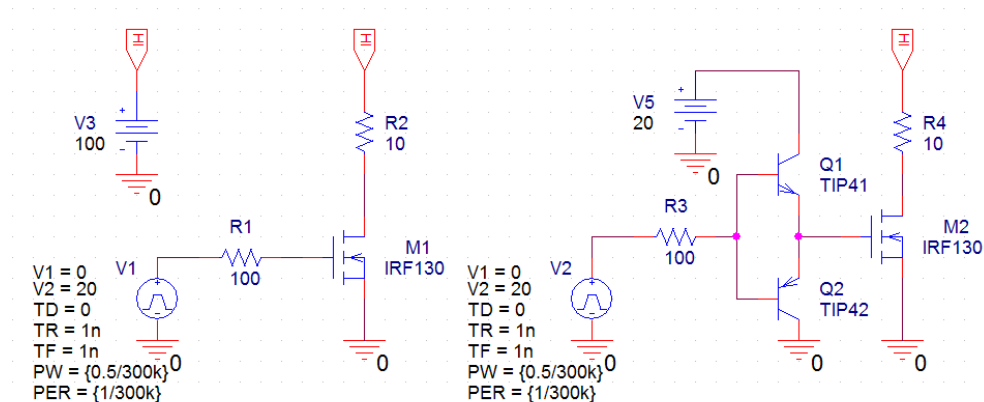 HI
V3
100
+
-
0
R2
10
HI
R1
100
M1
IRF130
V1
+
-
V1 = 0
V2 = 20
TD = 0
TR = 1n
TF = 1n
PW = {0.5/300k}
PER = {1/300k}
0
0
V5
20
+
-
0
HI
R4
10
Q1
TIP41
R3
100
M2
IRF130
V2
+
-
V1 = 0
V2 = 20
TD = 0
TR = 1n
TF = 1n
PW = {0.5/300k}
PER = {1/300k}
0
Q2
TIP42
0
0